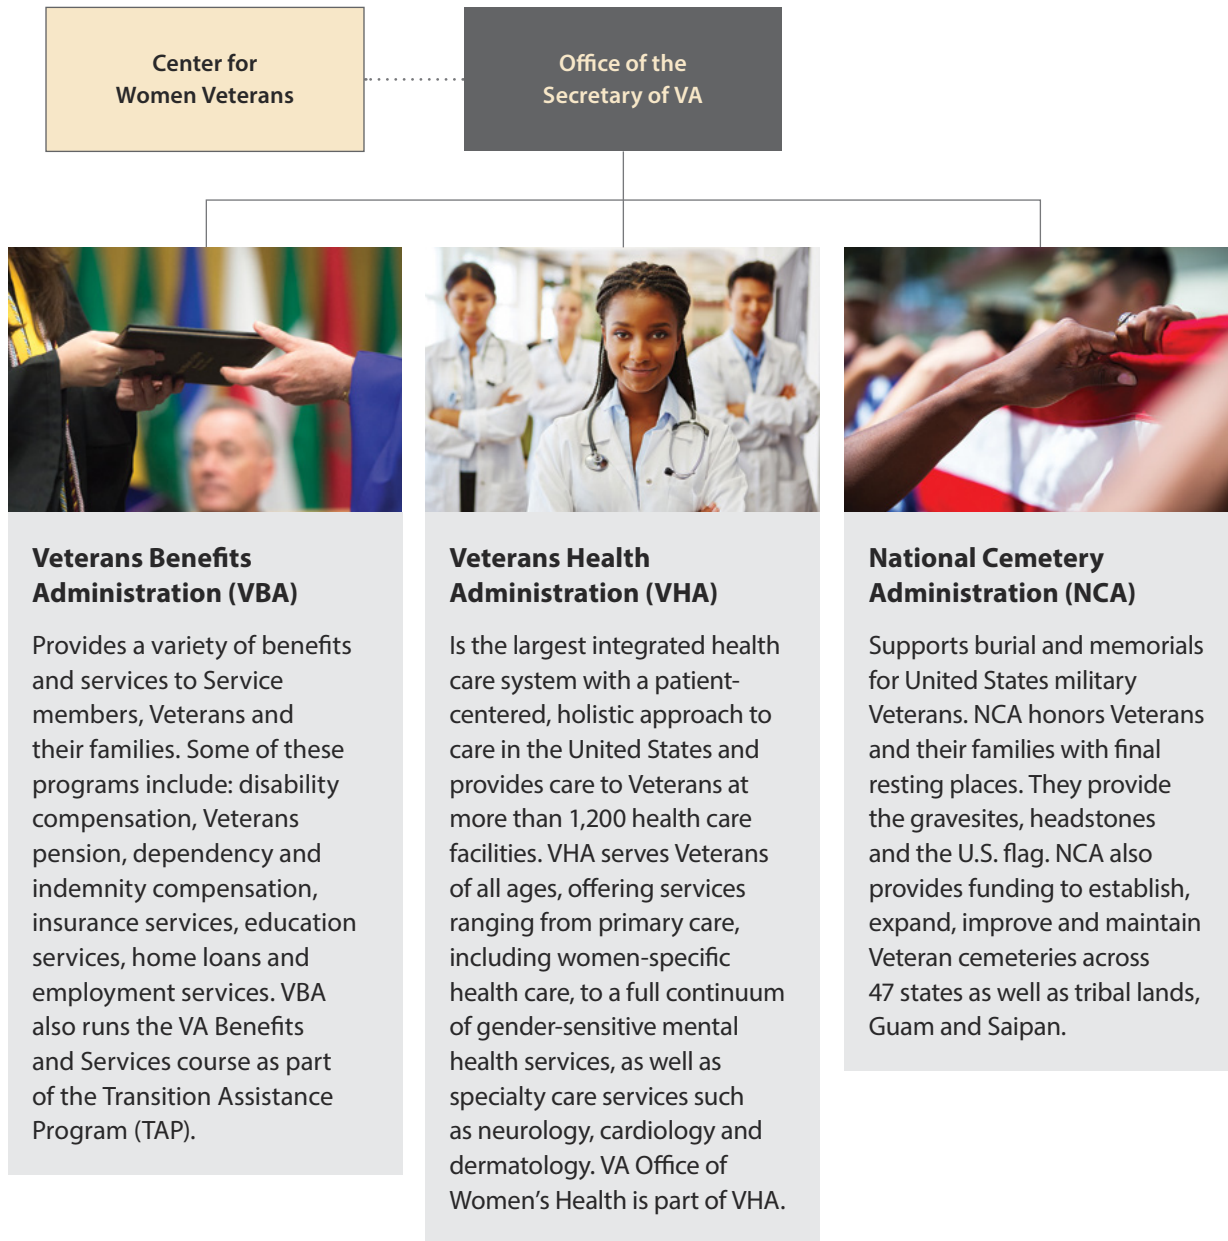 Center for
Women Veterans
Office of the
Secretary of VA
Veterans Benefits
Administration (VBA)
Provides a variety of benefits
and services to Service
members, Veterans and
their families. Some of these
programs include: disability
compensation, Veterans
pension, dependency and
indemnity compensation,
insurance services, education
services, home loans and
employment services. VBA
also runs the VA Benefits
and Services course as part
of the Transition Assistance
Program (TAP).
Veterans Health
Administration (VHA)
Is the largest integrated health
care system with a patient-
centered, holistic approach to
care in the United States and
provides care to Veterans at
more than 1,200 health care
facilities. VHA serves Veterans
of all ages, offering services
ranging from primary care,
including women-specific
health care, to a full continuum
of gender-sensitive mental
health services, as well as
specialty care services such
as neurology, cardiology and
dermatology. VA Office of
Women’s Health is part of VHA.
National Cemetery
Administration (NCA)
Supports burial and memorials
for United States military
Veterans. NCA honors Veterans
and their families with final
resting places. They provide
the gravesites, headstones
and the U.S. flag. NCA also
provides funding to establish,
expand, improve and maintain
Veteran cemeteries across
47 states as well as tribal lands,
Guam and Saipan.